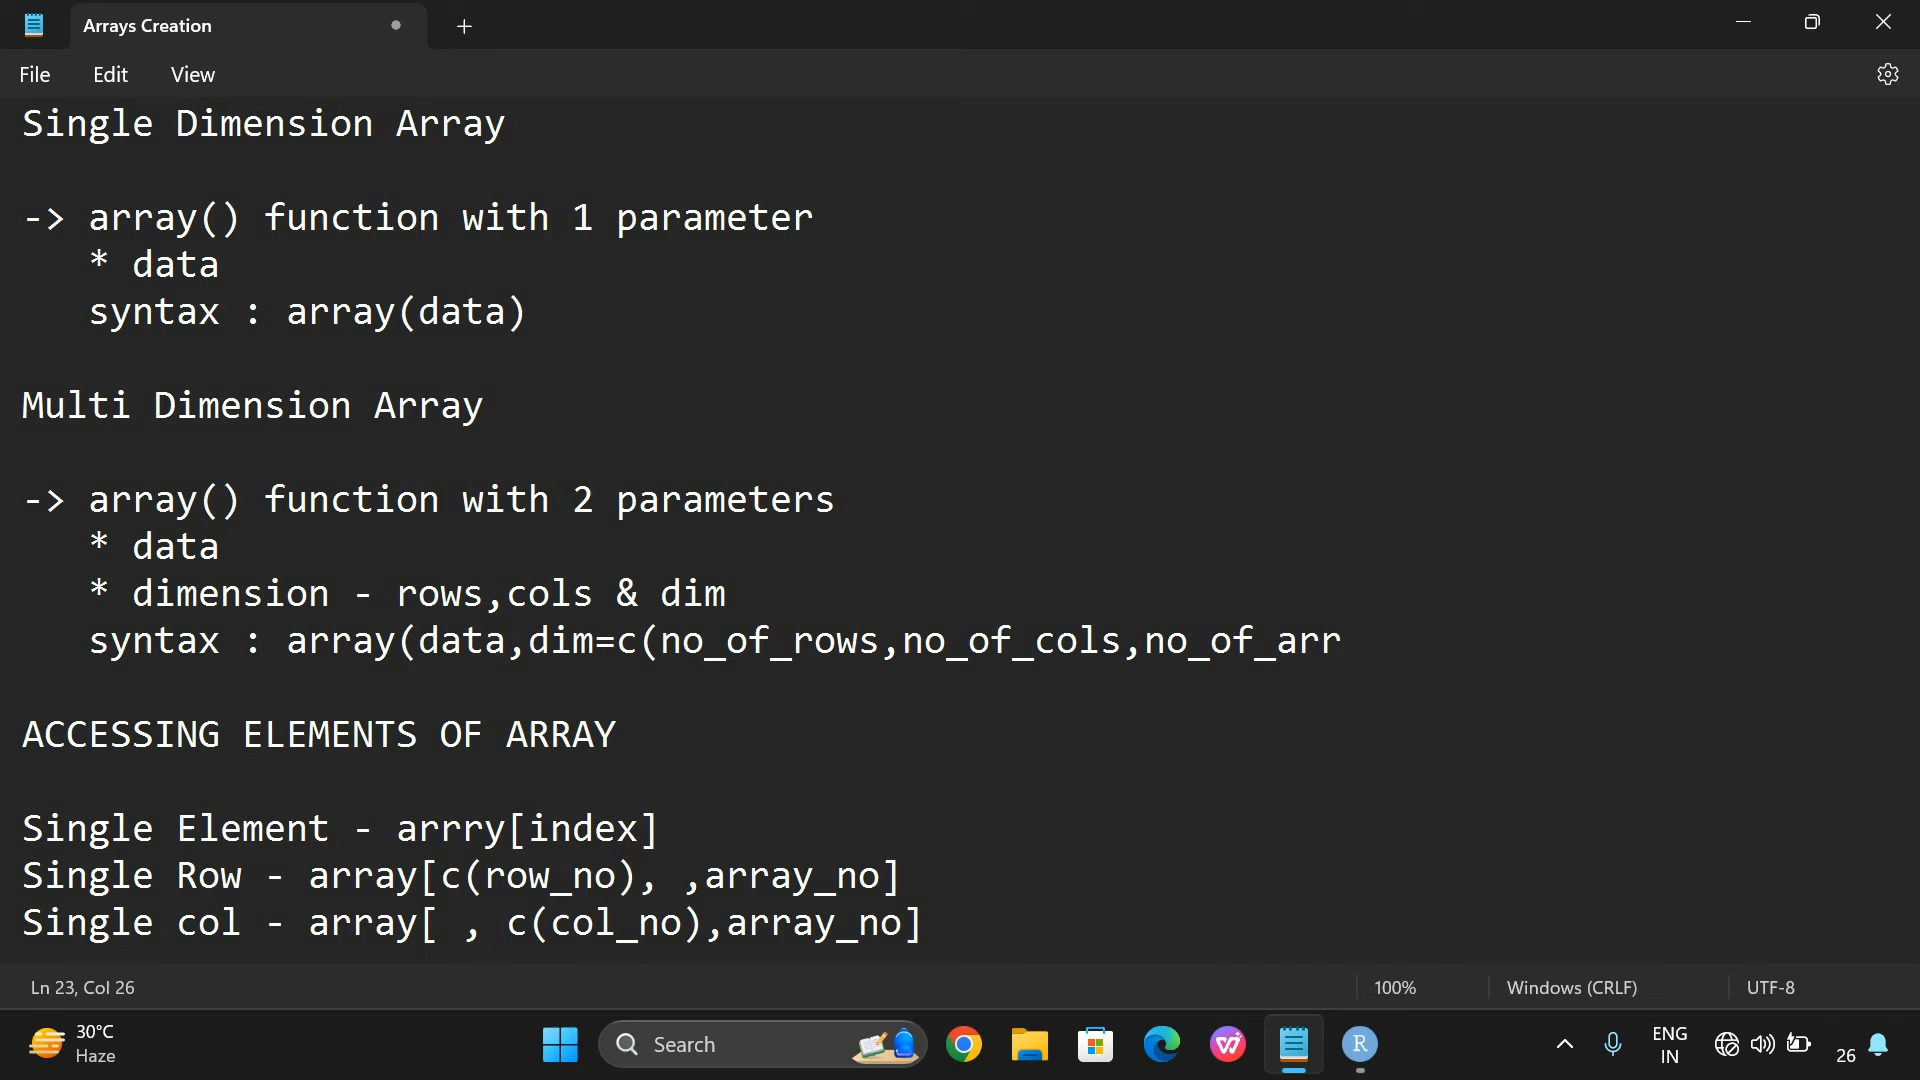 Arrays Creation
File Edit View
Single Dimension Array
-> array() function with 1 parameter
* data
syntax : array(data)
Multi Dimension Array
-> array() function with 2 parameters
* data
* dimension - rows,cols & dim
syntax : array(data,dim=c(no_of_rows,no_of_cols,no_of_arr
ACCESSING ELEMENTS OF ARRAY
Single Element - arrry[index]
Single Row - array[c(row_no), ,array_no]
Single col - array[ , c(col_no),array_no]
Ln 23, Col 26 100% Windows (CRLF) UTF-8
30°C
Haze
Search
R
ENG
IN
26